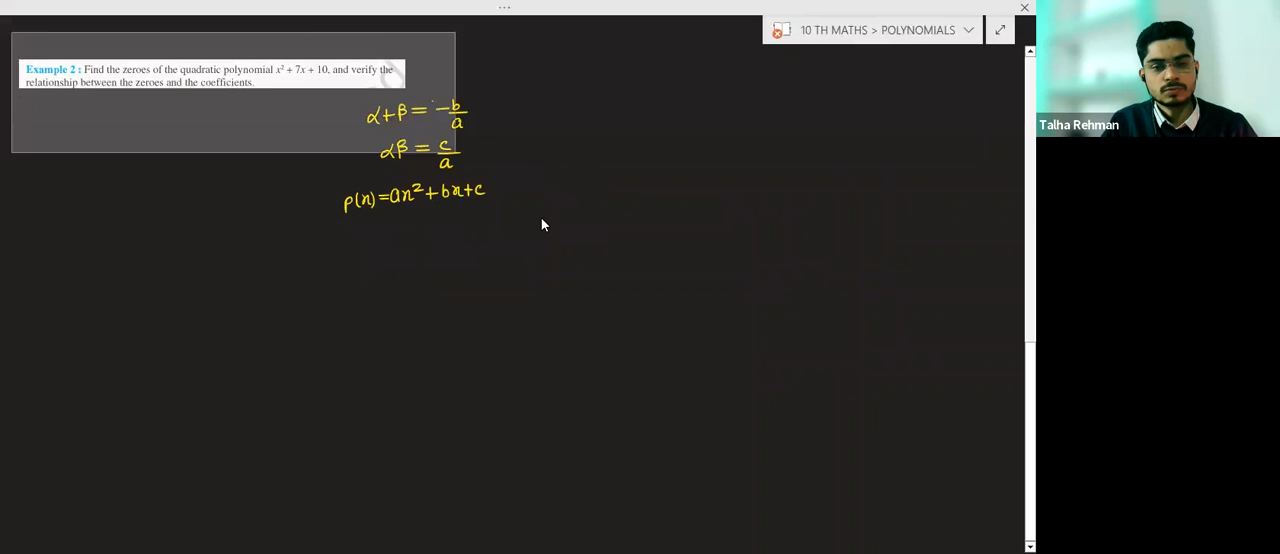 10 TH MATHS > POLYNOMIALS
Example 2 : Find the zeroes of the quadratic polynomial x² + 7x + 10, and verify the
relationship between the zeroes and the coefficients.
α+β = -b/a
αβ = c/a
p(x)=ax²+bx+c
Talha Rehman